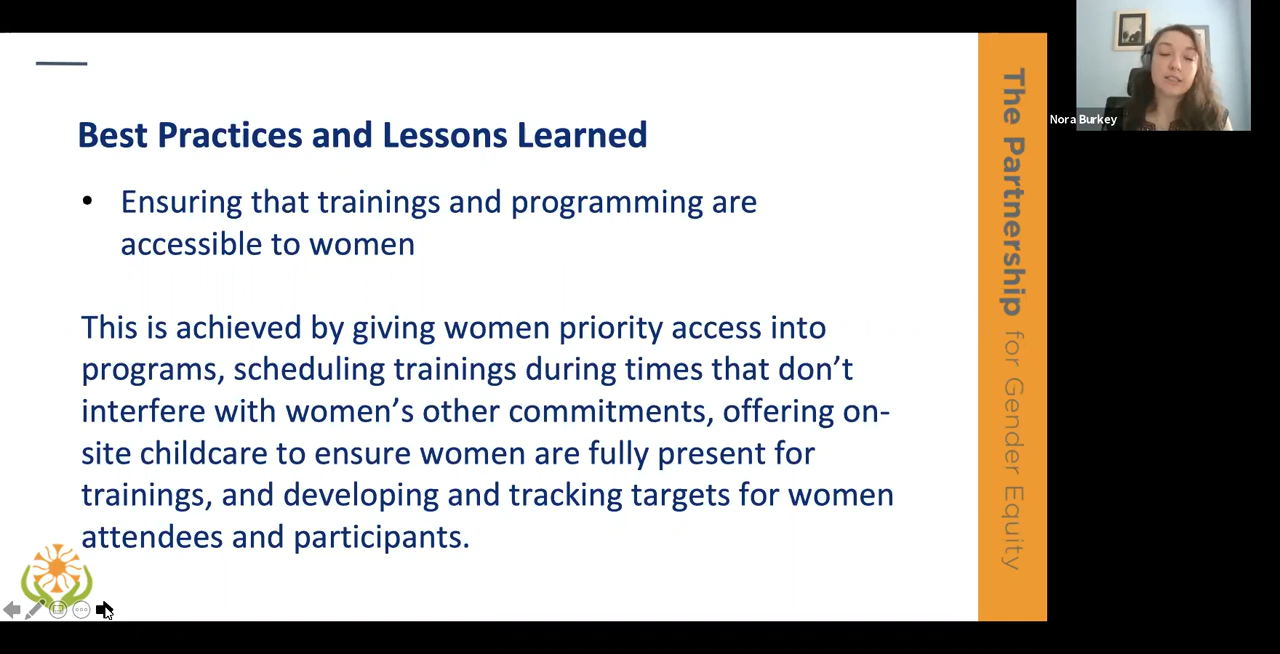 Best Practices and Lessons Learned
• Ensuring that trainings and programming are
accessible to women
This is achieved by giving women priority access into
programs, scheduling trainings during times that don’t
interfere with women’s other commitments, offering on-
site childcare to ensure women are fully present for
trainings, and developing and tracking targets for women
attendees and participants.
The Partnership for Gender Equity
Nora Burkey